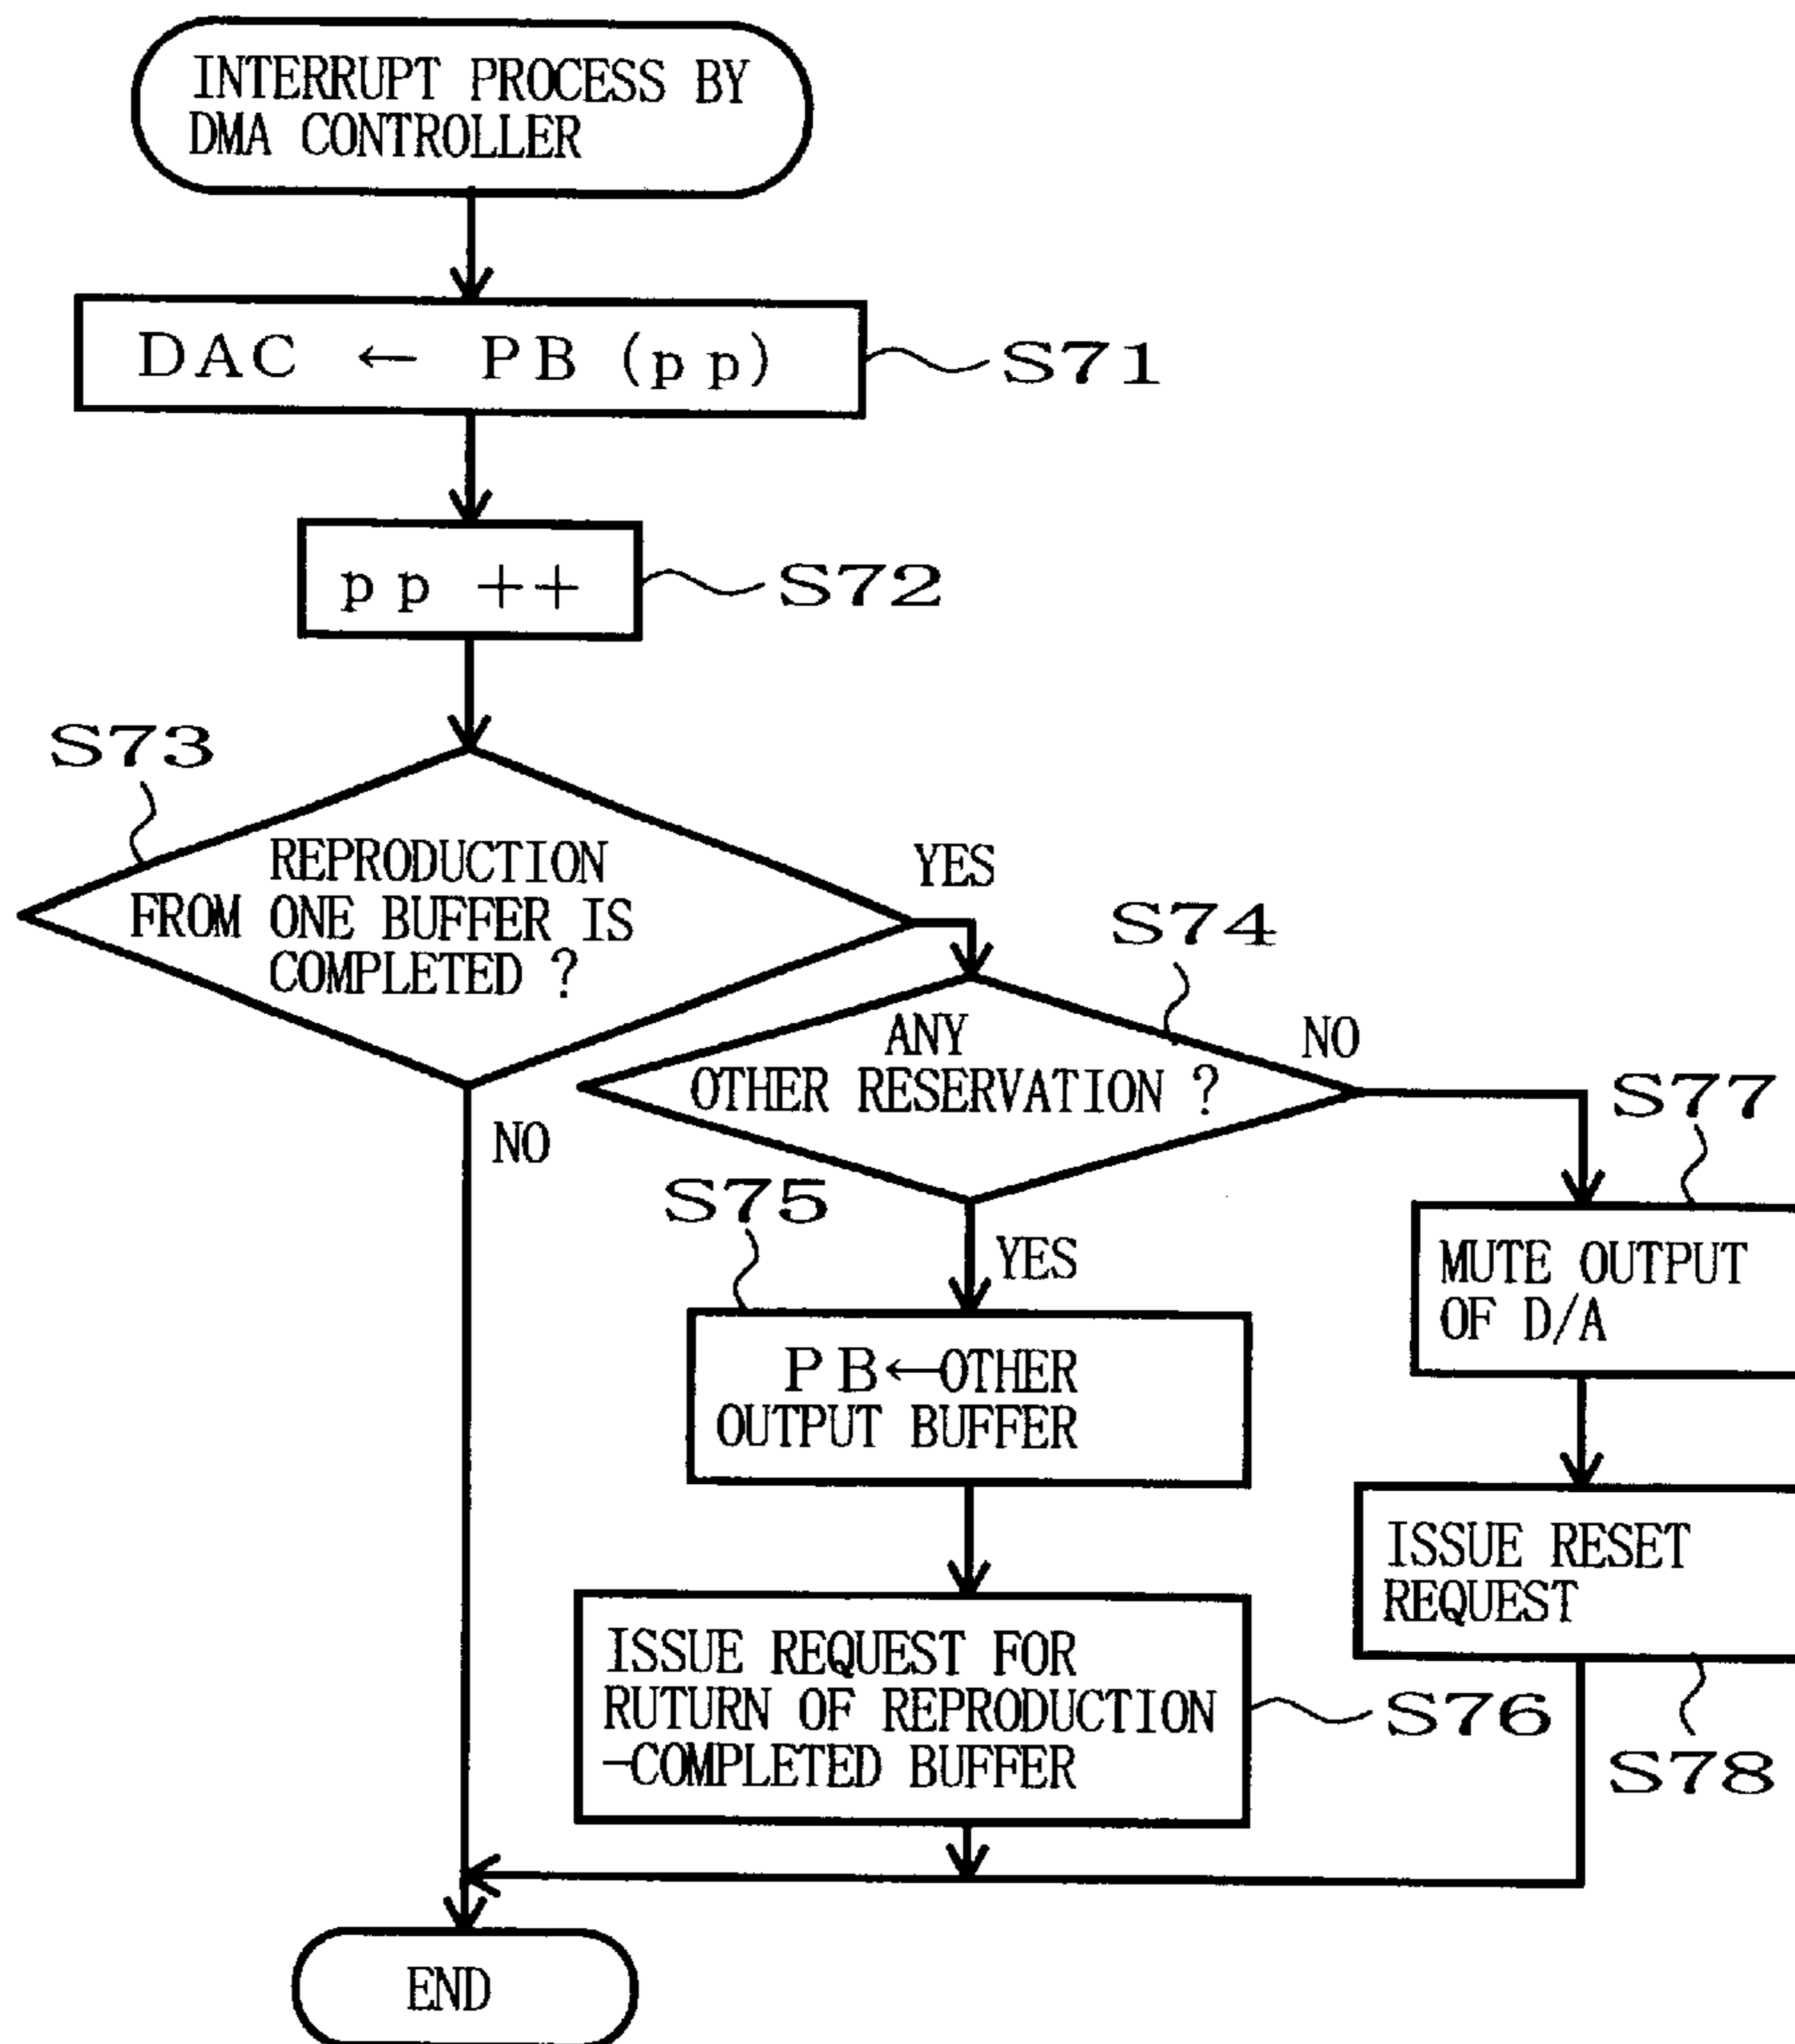 INTERRUPT PROCESS BY
DMA CONTROLLER
DAC ← PB (pp)
S71
pp ++
S72
S73
REPRODUCTION
FROM ONE BUFFER IS
COMPLETED ?
YES
NO
S74
ANY
OTHER RESERVATION ?
NO
YES
S75
PB←OTHER
OUTPUT BUFFER
ISSUE REQUEST FOR
RUTURN OF REPRODUCTION
-COMPLETED BUFFER
S76
S77
MUTE OUTPUT
OF D/A
ISSUE RESET
REQUEST
S78
END